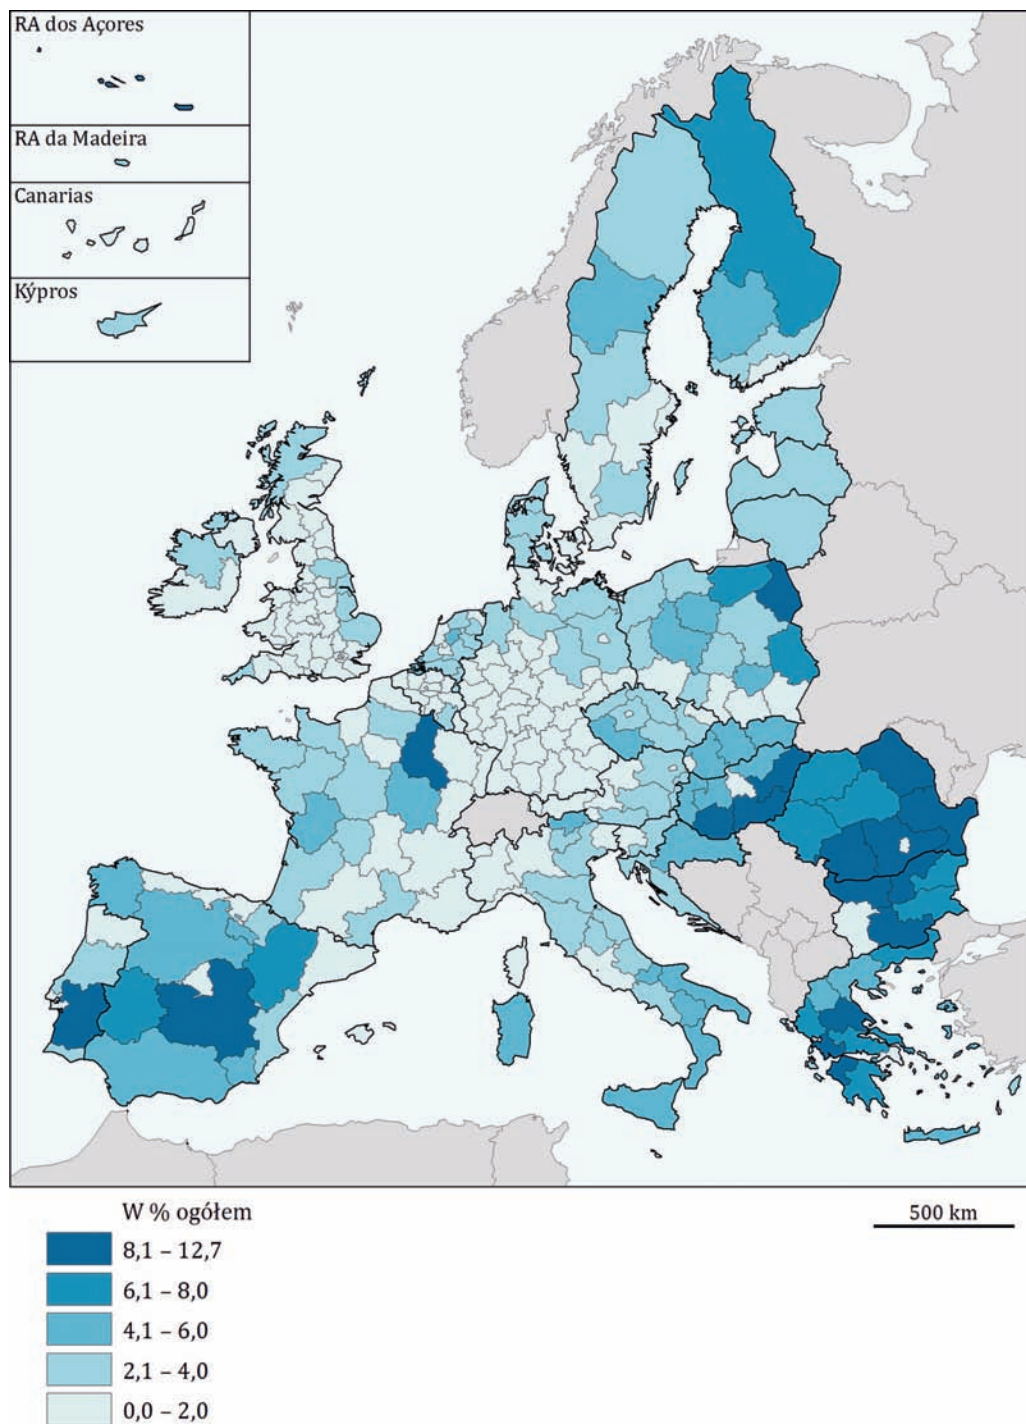 RA dos Açores
RA da Madeira
Canarias
Kýpros
W % ogółem
500 km
8,1 – 12,7
6,1 – 8,0
4,1 – 6,0
2,1 – 4,0
0,0 – 2,0